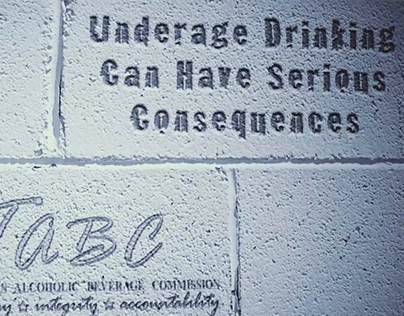 Underage Drinking
Can Have Serious
Consequences
TABC
S ALCOHOLIC BEVERAGE COMMISSION
☆ integrity ☆ accountability